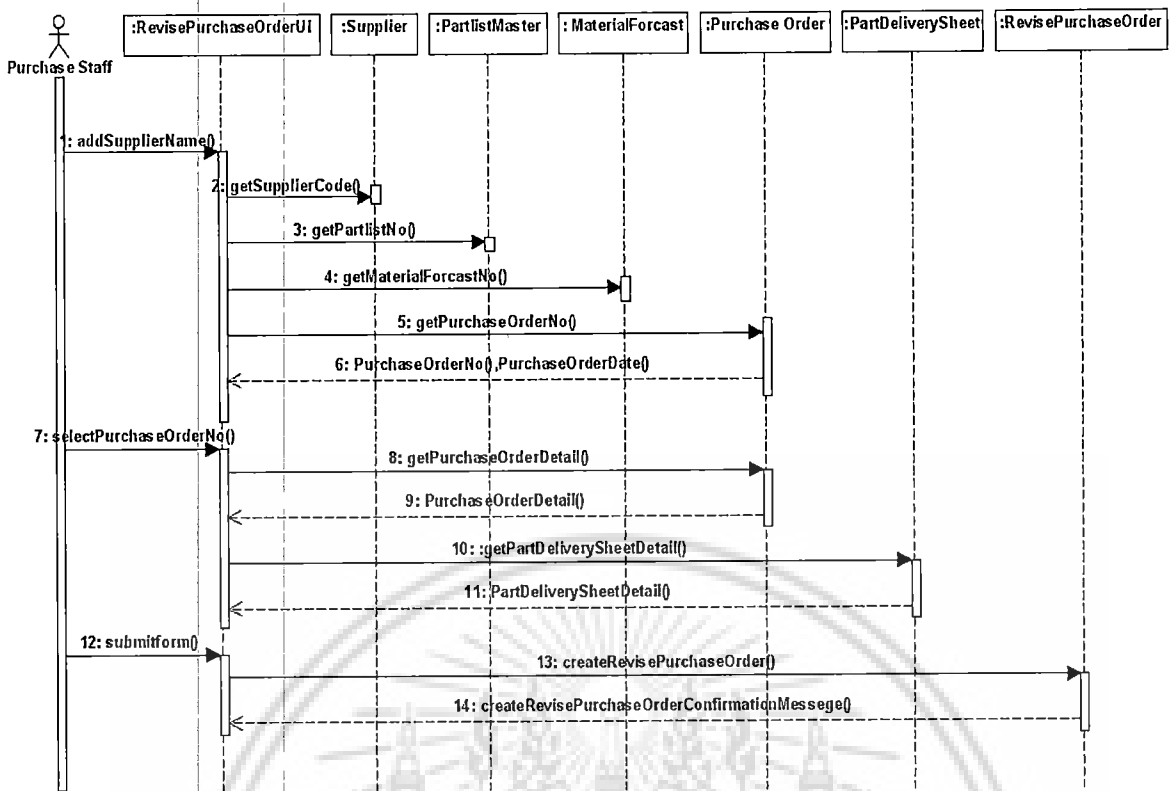 :RevisePurchaseOrderUI
:Supplier
:PartlistMaster
: MaterialForcast
:Purchase Order
:PartDeliverySheet
:RevisePurchaseOrder
Purchase Staff
1: addSupplierName()
2: getSupplierCode()
3: getPartlistNo()
4: getMaterialForcastNo()
5: getPurchaseOrderNo()
6: PurchaseOrderNo(),PurchaseOrderDate()
7: selectPurchaseOrderNo()
8: getPurchaseOrderDetail()
9: PurchaseOrderDetail()
10: :getPartDeliverySheetDetail()
11: PartDeliverySheetDetail()
12: submitform()
13: createRevisePurchaseOrder()
14: createRevisePurchaseOrderConfirmationMessege()